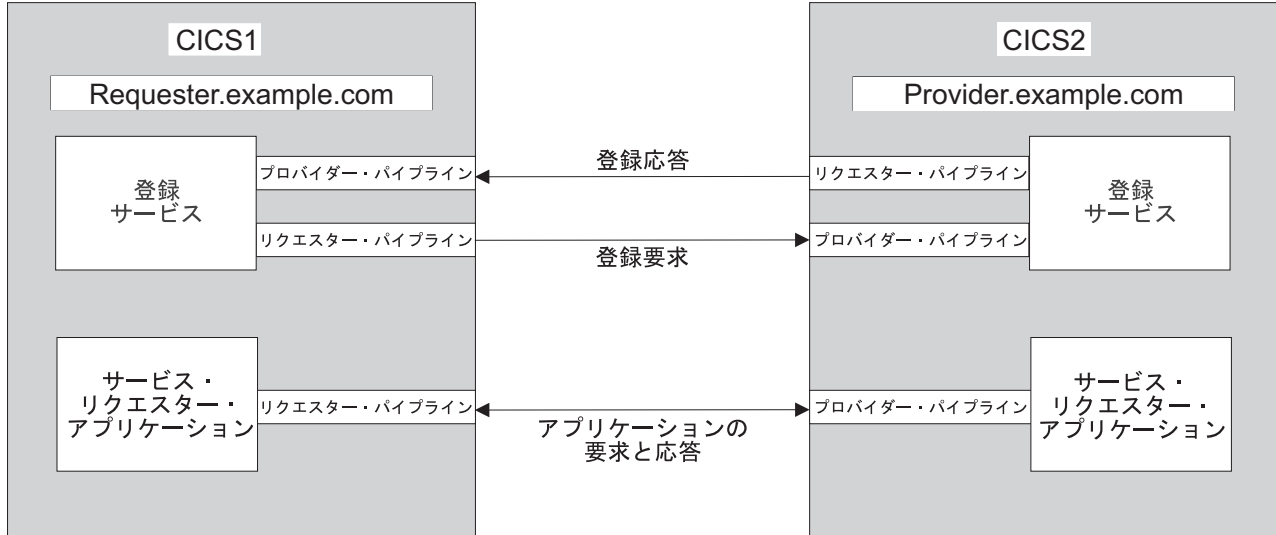 CICS1
Requester.example.com
登録
サービス
プロバイダー・パイプライン
リクエスター・パイプライン
サービス・
リクエスター・
アプリケーション
リクエスター・パイプライン
登録応答
登録要求
アプリケーションの
要求と応答
CICS2
Provider.example.com
リクエスター・パイプライン
プロバイダー・パイプライン
登録
サービス
プロバイダー・パイプライン
サービス・
リクエスター・
アプリケーション